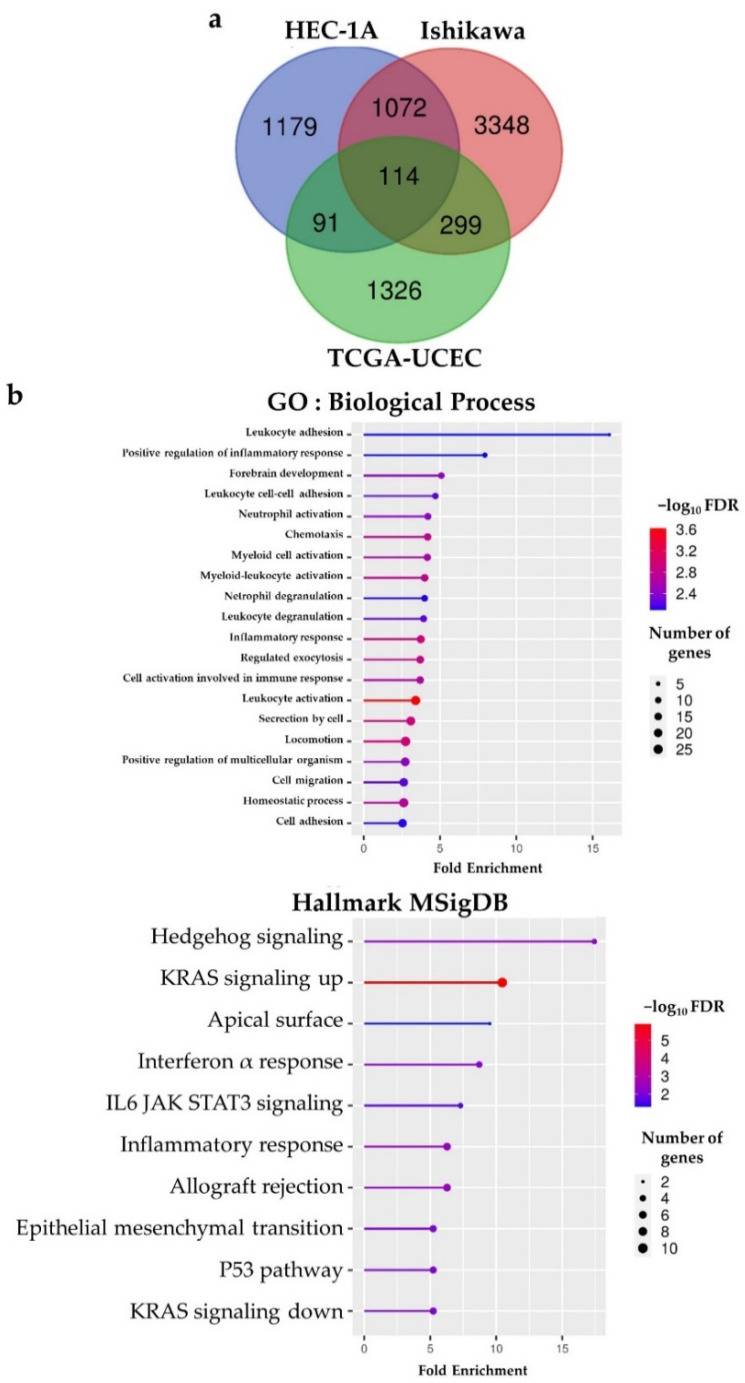 a
HEC-1A Ishikawa
1179 1072 3348
114
91 299
1326
TCGA-UCEC
b
GO : Biological Process
Leukocyte adhesion
Positive regulation of inflammatory response
Forebrain development
Leukocyte cell-cell adhesion
Neutrophil activation
Chemotaxis
Myeloid cell activation
Myeloid-leukocyte activation
Netrophil degranulation
Leukocyte degranulation
Inflammatory response
Regulated exocytosis
Cell activation involved in immune response
Leukocyte activation
Secrection by cell
Locomotion
Positive regulation of multicellular organism
Cell migration
Homeostatic process
Cell adhesion
0 5 10 15
Fold Enrichment
−log10 FDR
3.6
3.2
2.8
2.4
Number of
genes
5
10
15
20
25
Hallmark MSigDB
Hedgehog signaling
KRAS signaling up
Apical surface
Interferon α response
IL6 JAK STAT3 signaling
Inflammatory response
Allograft rejection
Epithelial mesenchymal transition
P53 pathway
KRAS signaling down
0 5 10 15
Fold Enrichment
−log10 FDR
5
4
3
2
Number of
genes
2
4
6
8
10